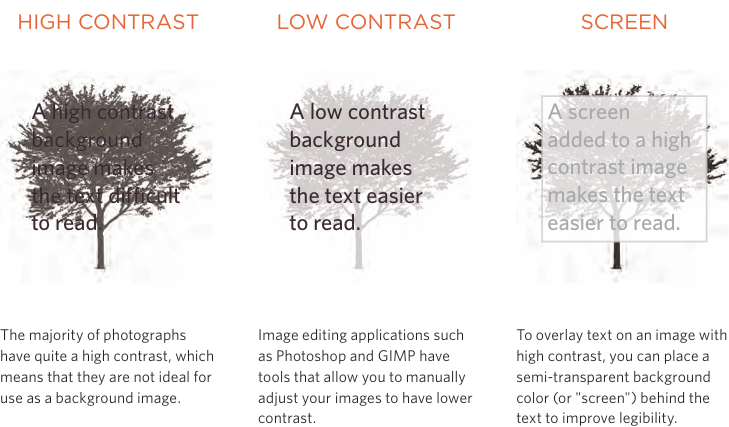 HIGH CONTRAST
A high contrast
background
image makes
the text difficult
to read.
The majority of photographs
have quite a high contrast, which
means that they are not ideal for
use as a background image.
LOW CONTRAST
A low contrast
background
image makes
the text easier
to read.
Image editing applications such
as Photoshop and GIMP have
tools that allow you to manually
adjust your images to have lower
contrast.
SCREEN
A screen
added to a high
contrast image
makes the text
easier to read.
To overlay text on an image with
high contrast, you can place a
semi-transparent background
color (or "screen") behind the
text to improve legibility.